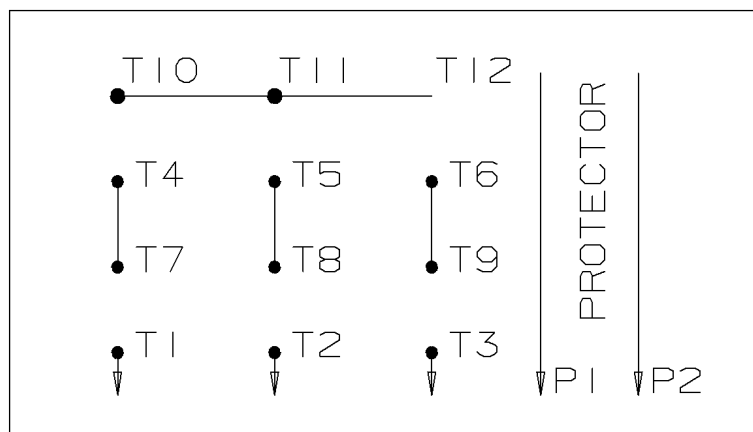 T10 T11 T12
T4 T5 T6
T7 T8 T9
T1 T2 T3
PROTECTOR
P1 P2